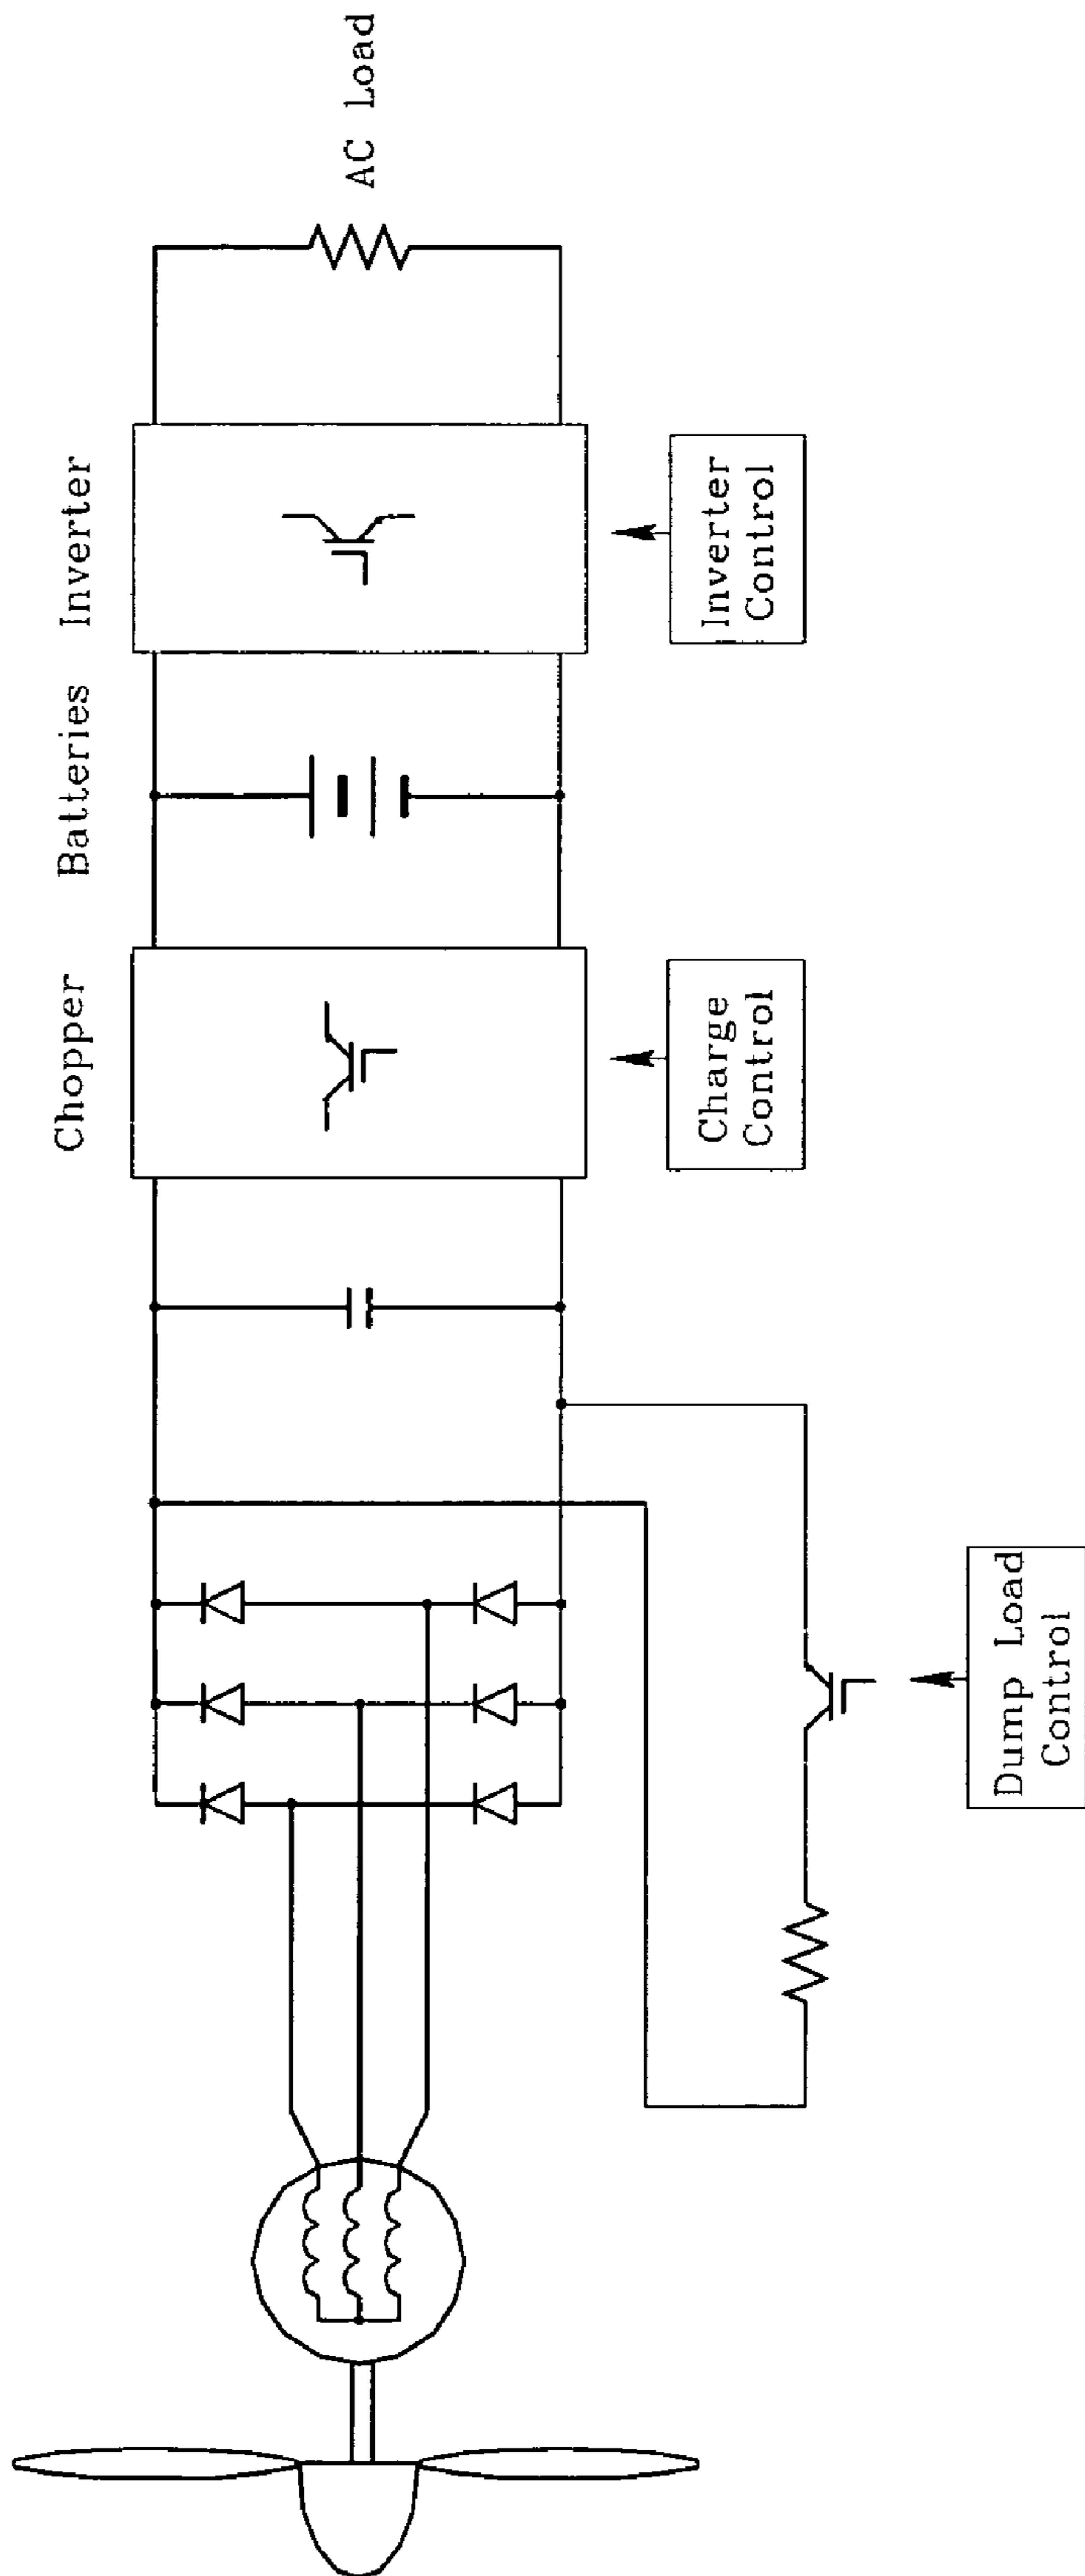 Chopper
Batteries
Inverter
AC Load
Charge
Control
Inverter
Control
Dump Load
Control